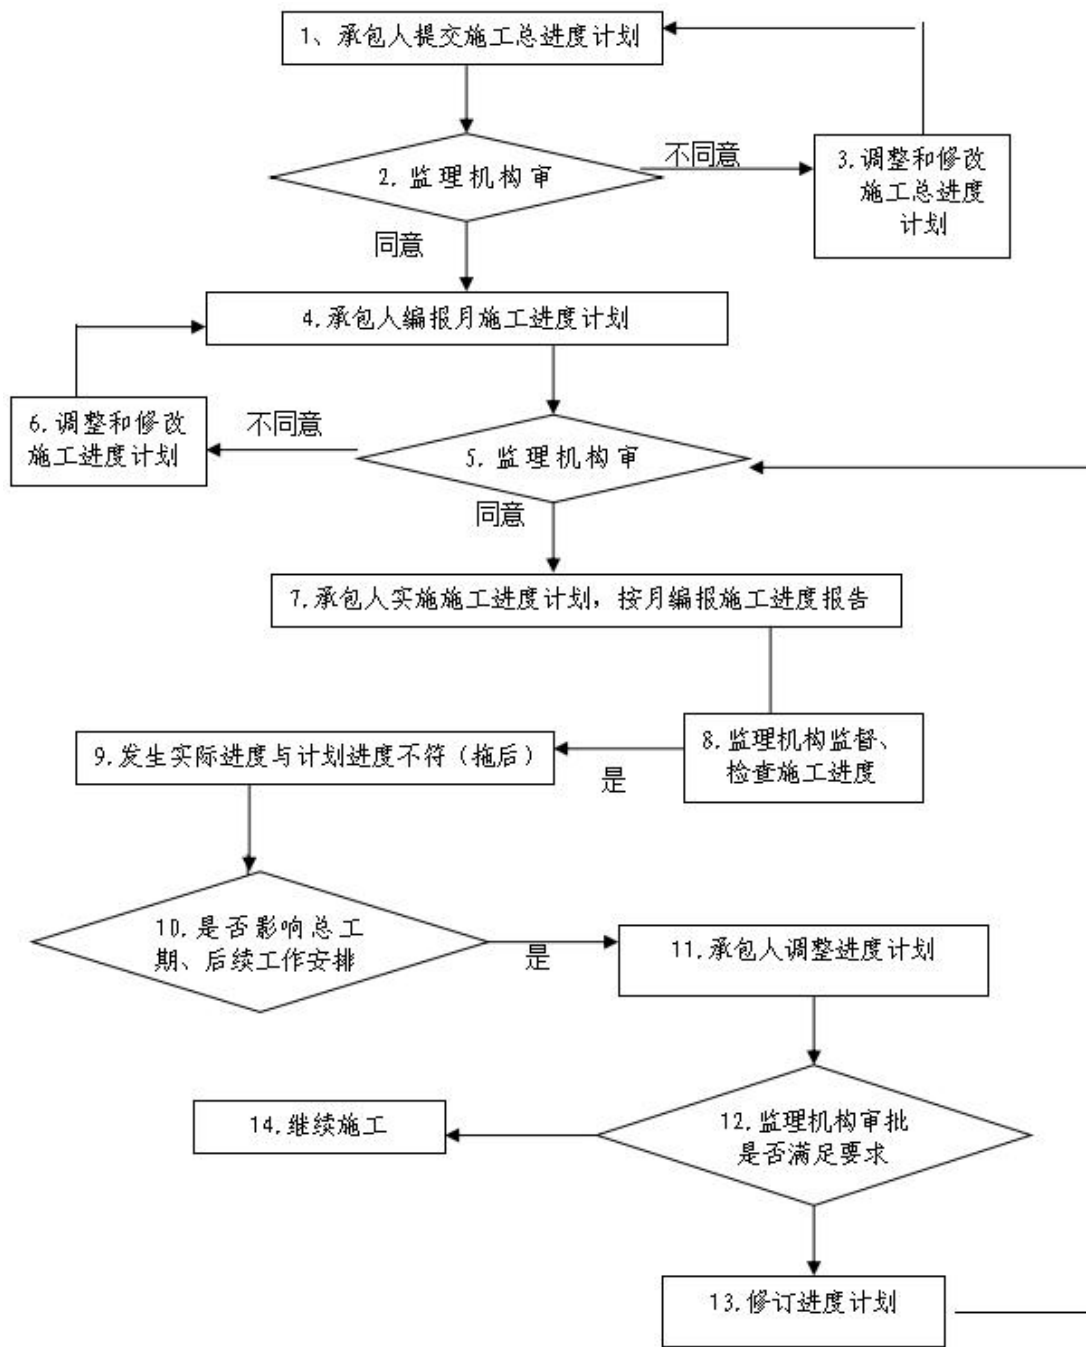 1、承包人提交施工总进度计划
2.监理机构审
不同意
3.调整和修改
施工总进度
计划
同意
4.承包人编报月施工进度计划
6.调整和修改
施工进度计划
不同意
5.监理机构审
同意
7.承包人实施施工进度计划，按月编报施工进度报告
8.监理机构监督、
检查施工进度
9.发生实际进度与计划进度不符（拖后）
是
10.是否影响总工
期、后续工作安排
是
11.承包人调整进度计划
12.监理机构审批
是否满足要求
14.继续施工
13.修订进度计划